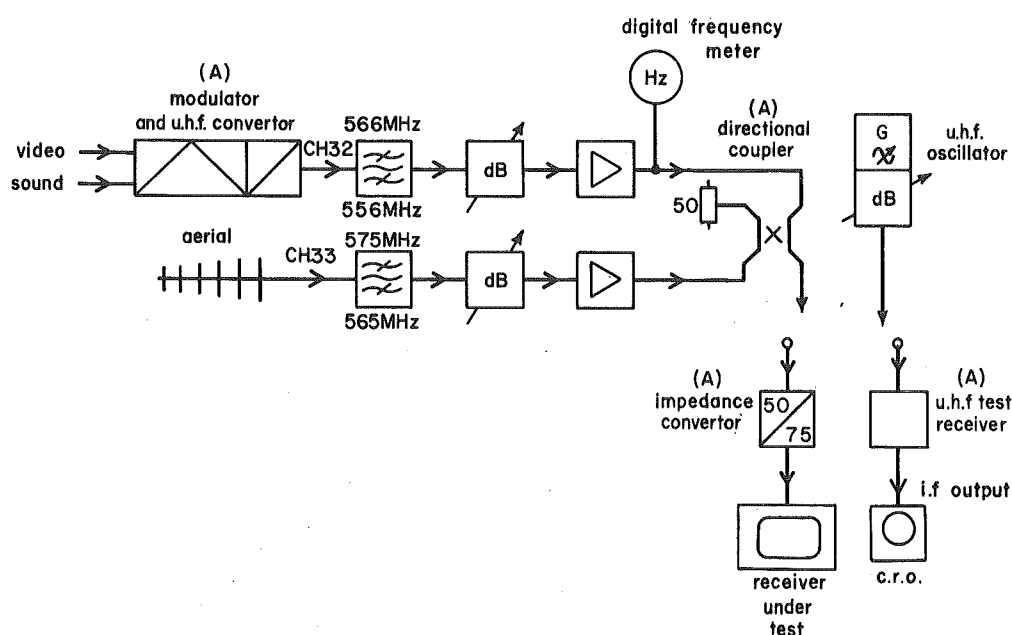 digital frequency
meter
Hz
(A)
modulator
and u.h.f. convertor
video
sound
CH32
566MHz
556MHz
dB
(A)
directional
coupler
50
G
dB
u.h.f.
oscillator
aerial
CH33
575MHz
565MHz
dB
(A)
impedance
convertor
50
75
(A)
u.h.f test
receiver
i.f output
receiver
under
test
c.r.o.